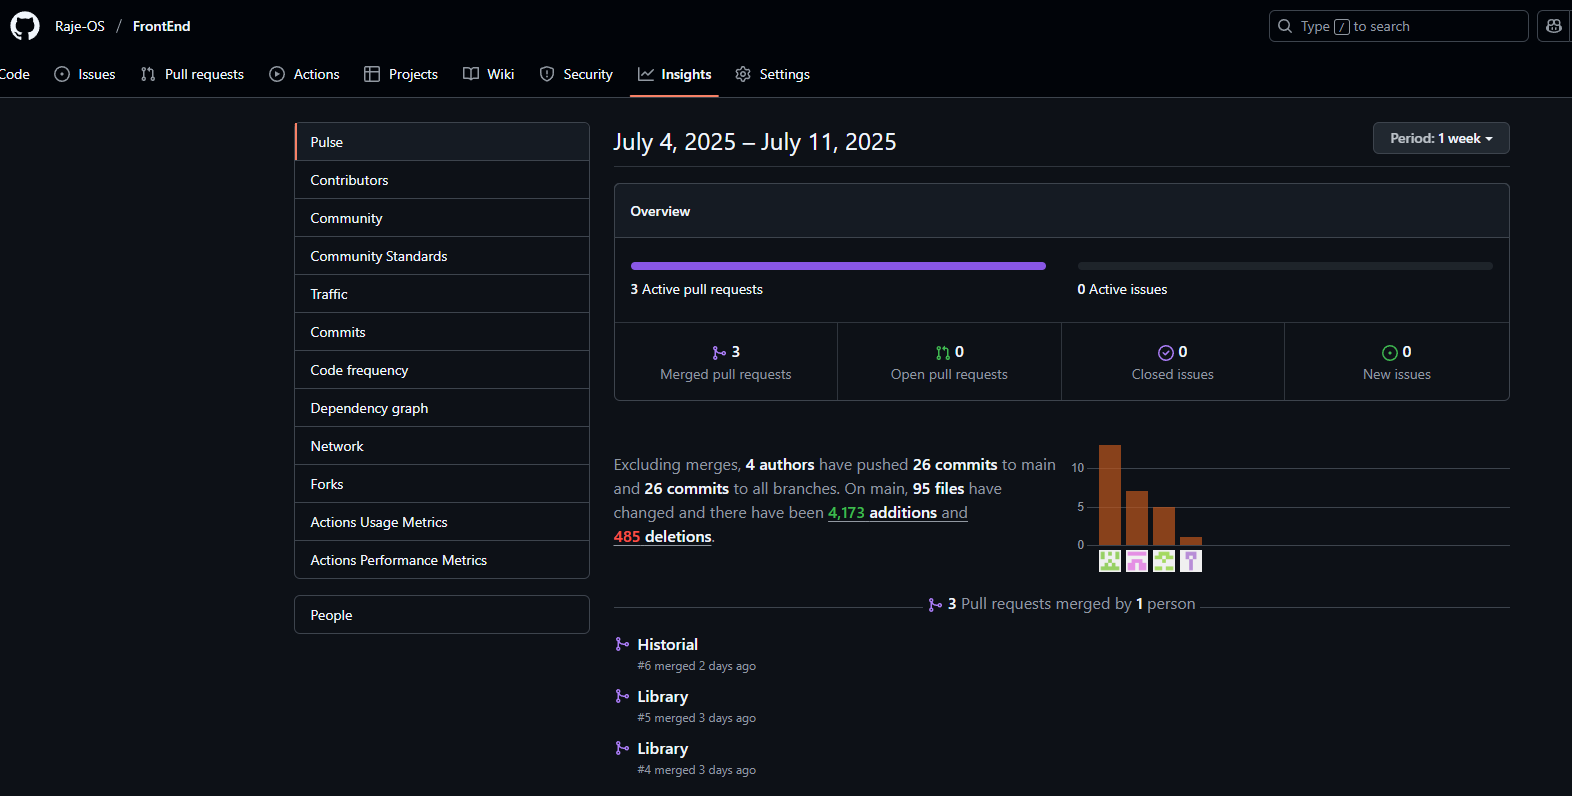 Raje-OS / FrontEnd
Type / to search
Code
Issues
Pull requests
Actions
Projects
Wiki
Security
Insights
Settings
Pulse
Contributors
Community
Community Standards
Traffic
Commits
Code frequency
Dependency graph
Network
Forks
Actions Usage Metrics
Actions Performance Metrics
People
July 4, 2025 – July 11, 2025
Period: 1 week
Overview
3 Active pull requests
0 Active issues
3
Merged pull requests
0
Open pull requests
0
Closed issues
0
New issues
Excluding merges, 4 authors have pushed 26 commits to main
and 26 commits to all branches. On main, 95 files have
changed and there have been 4,173 additions and
485 deletions.
10
5
0
3 Pull requests merged by 1 person
Historial
#6 merged 2 days ago
Library
#5 merged 3 days ago
Library
#4 merged 3 days ago